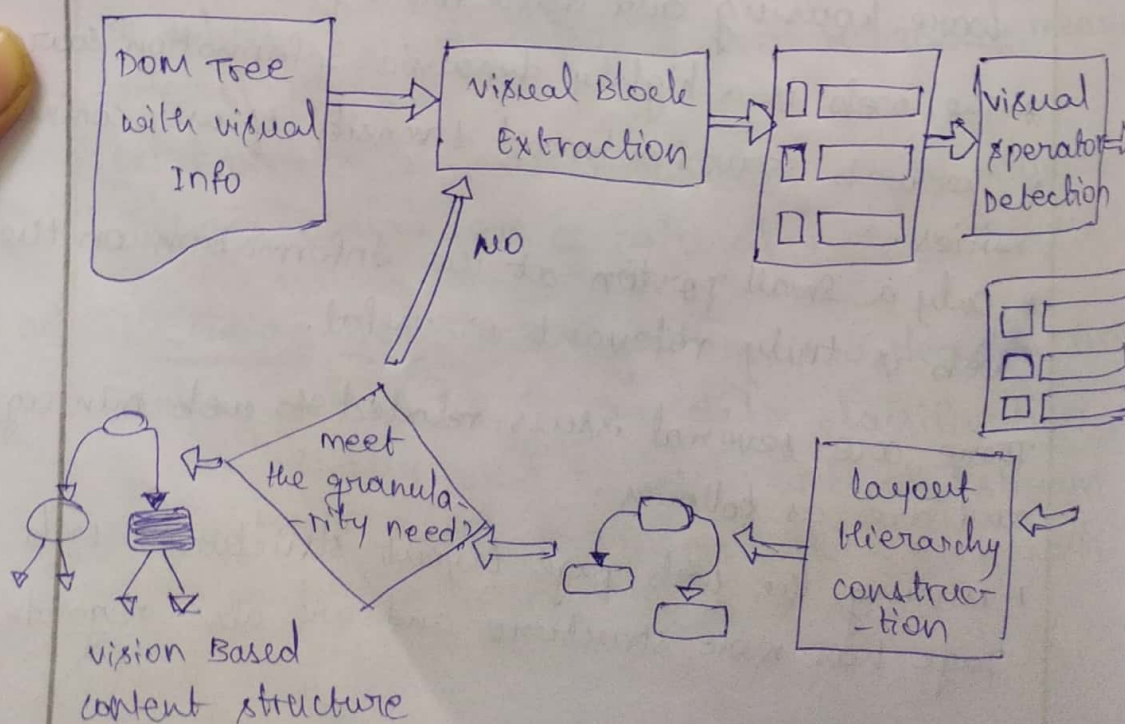 DOM Tree
with visual
Info
visual Block
Extraction
visual
sperator
Detection
NO
meet
the granula-
-rity need?
layout
Hierarchy
construc-
-tion
vision Based
content structure